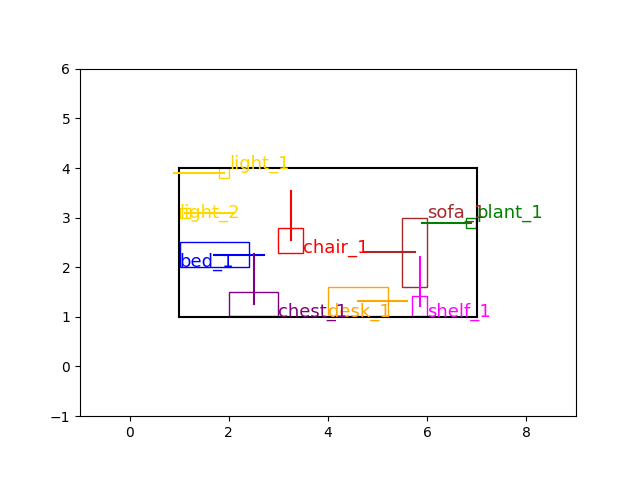 6
5
light_1
4
light_2
sofa_1
plant_1
3
chair_1
bed_1
2
chest_1
desk_1
shelf_1
1
0
−1
0
2
4
6
8